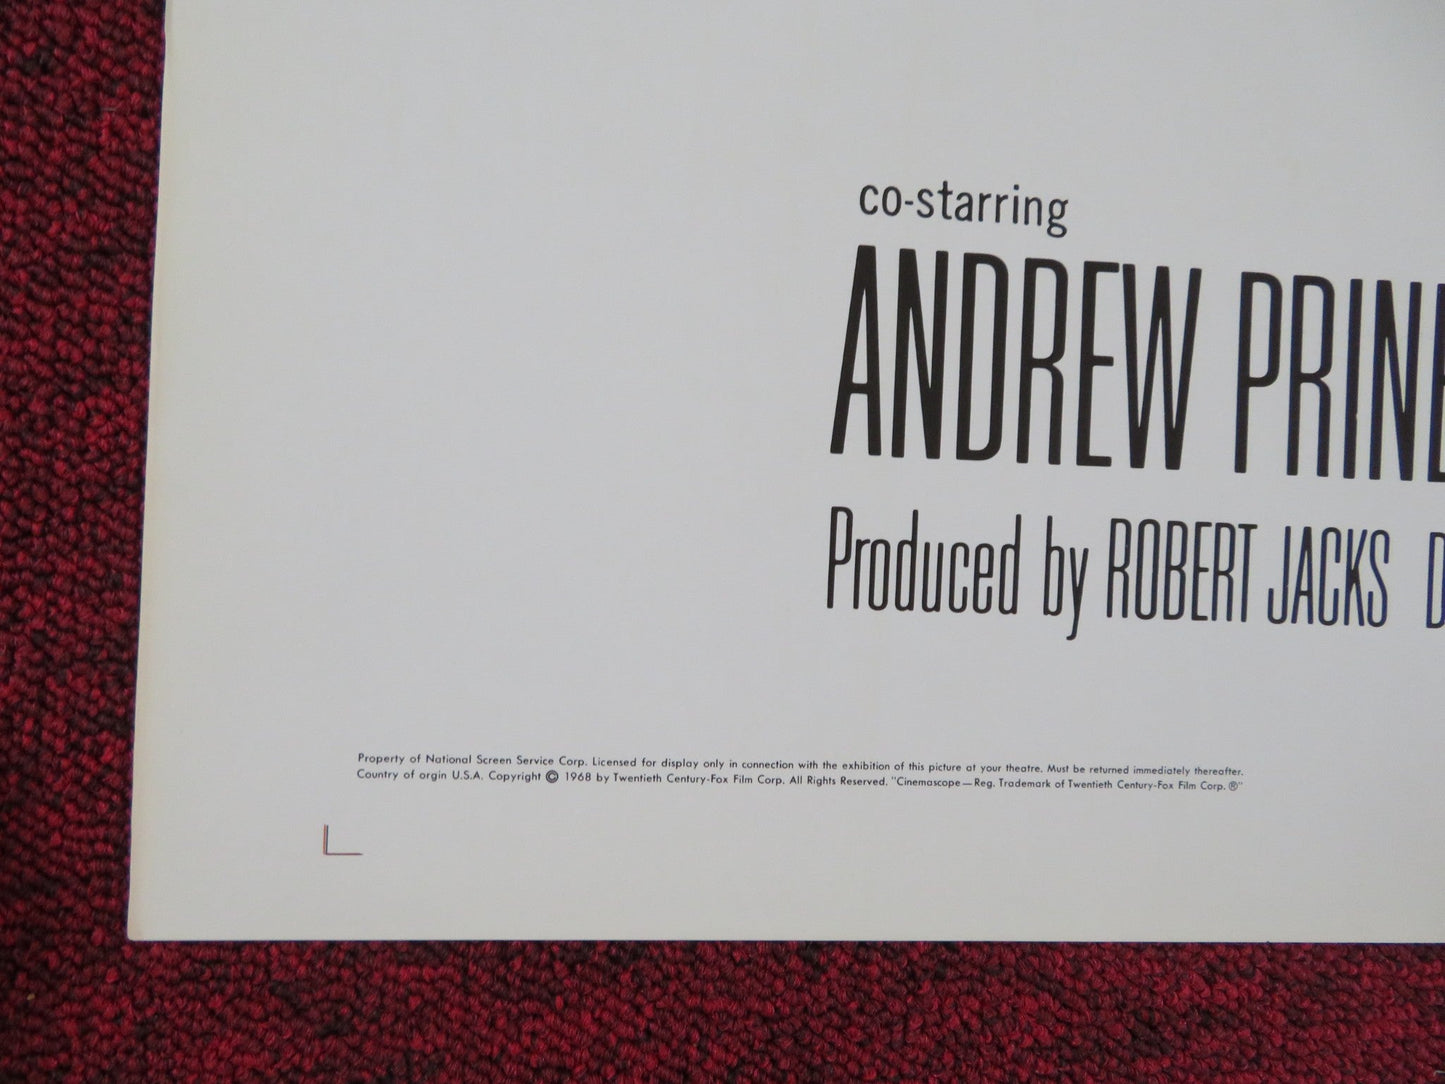 co-starring
ANDREW PRINE
Produced by ROBERT JACKS D
Property of National Screen Service Corp. Licensed for display only in connection with the exhibition of this picture at your theatre. Must be returned immediately thereafter.
Country of orgin U.S.A. Copyright © 1968 by Twentieth Century-Fox Film Corp. All Rights Reserved. "Cinemascope—Reg. Trademark of Twentieth Century-Fox Film Corp. ®"